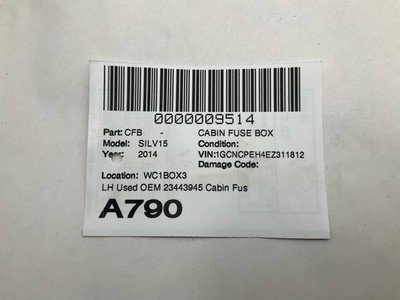 0000009514
Part: CFB - CABIN FUSE BOX
Model: SILV15 Condition:
Year: 2014 VIN:1GCNCPEH4EZ311812
Damage Code:
Location: WC1BOX3
LH Used OEM 23443945 Cabin Fus
A790